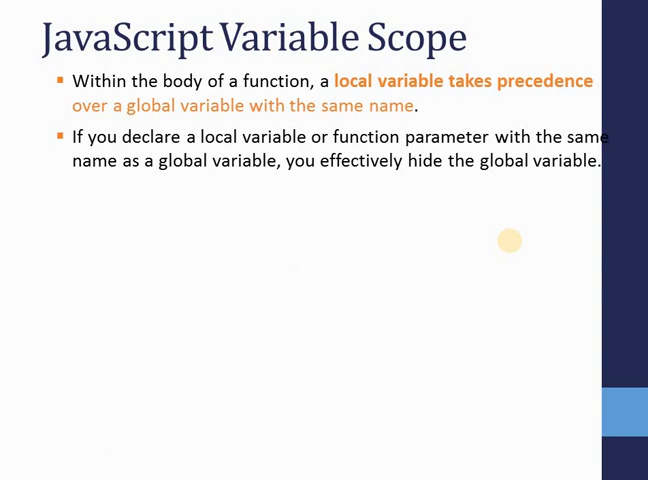 JavaScript Variable Scope
Within the body of a function, a local variable takes precedence
over a global variable with the same name.
If you declare a local variable or function parameter with the same
name as a global variable, you effectively hide the global variable.